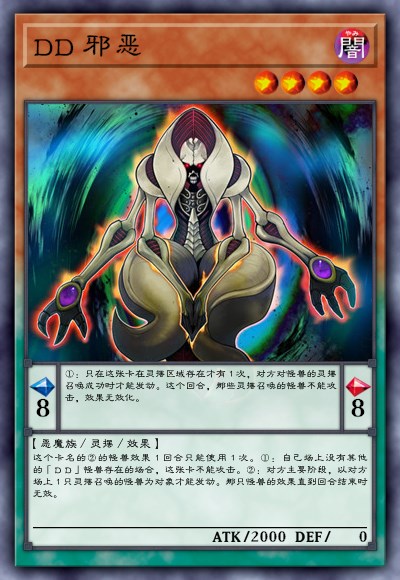 DD 邪恶
やみ
闇
①：只在这张卡在灵摆区域存在才有1次，对方对怪兽的灵摆
召唤成功时才能发动。这个回合，那些灵摆召唤的怪兽不能攻
击，效果无效化。
8
8
【恶魔族／灵摆／效果】
这个卡名的②的怪兽效果1回合只能使用1次。①：自己场上没有其他
的「DD」怪兽存在的场合，这张卡不能攻击。②：对方主要阶段，以对方
场上1只灵摆召唤的怪兽为对象才能发动。那只怪兽的效果直到回合结束时
无效。
ATK/2000 DEF/ 0